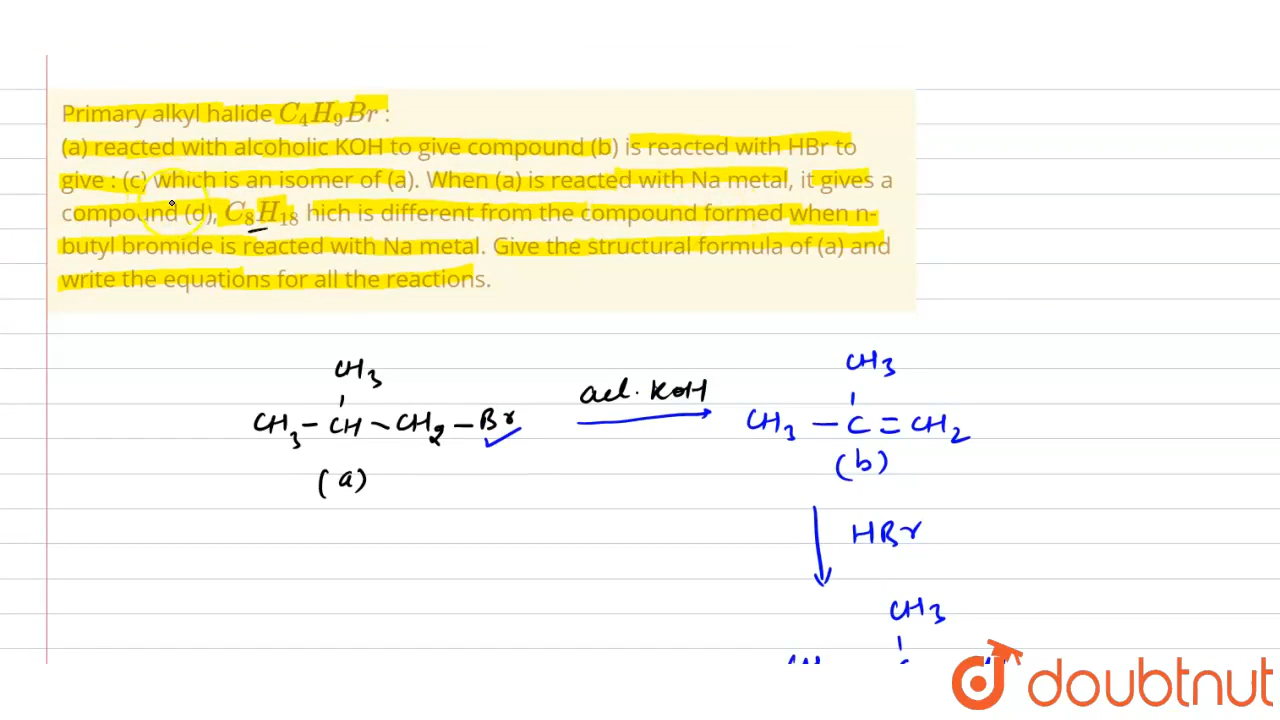 Primary alkyl halide C₄H₉Br :
(a) reacted with alcoholic KOH to give compound (b) is reacted with HBr to
give : (c) which is an isomer of (a). When (a) is reacted with Na metal, it gives a
compound (d), C₈H₁₈ hich is different from the compound formed when n-
butyl bromide is reacted with Na metal. Give the structural formula of (a) and
write the equations for all the reactions.
CH₃ CH₃
CH₃ - CH - CH₂ - Br alcl. KOH CH₃ - C = CH₂
(a) (b)
HBr
CH₃
doubtnut